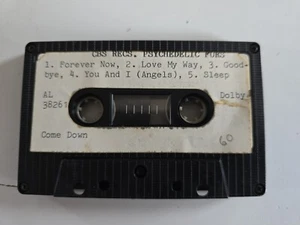 CBS RECS. PSYCHEDELIC FURS
1. Forever Now, 2. Love My Way, 3. Good-
bye, 4. You And I (Angels), 5. Sleep
AL Dolby
38261
Come Down
60